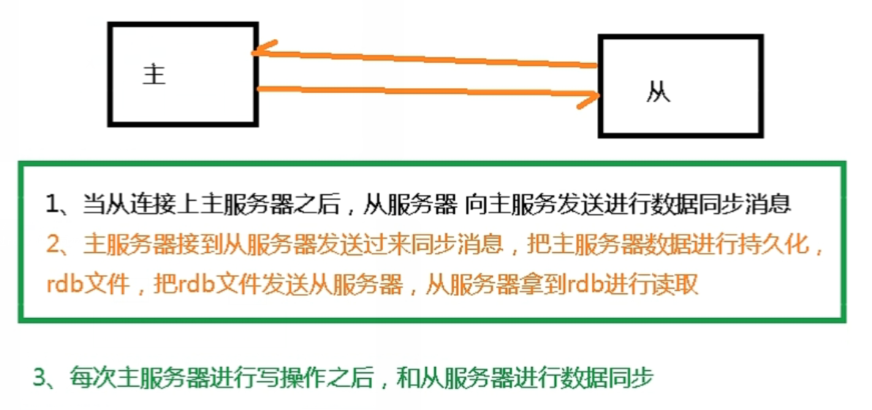 主
从
1、当从连接上主服务器之后，从服务器 向主服务发送进行数据同步消息
2、主服务器接到从服务器发送过来同步消息，把主服务器数据进行持久化，
rdb文件，把rdb文件发送从服务器，从服务器拿到rdb进行读取
3、每次主服务器进行写操作之后，和从服务器进行数据同步